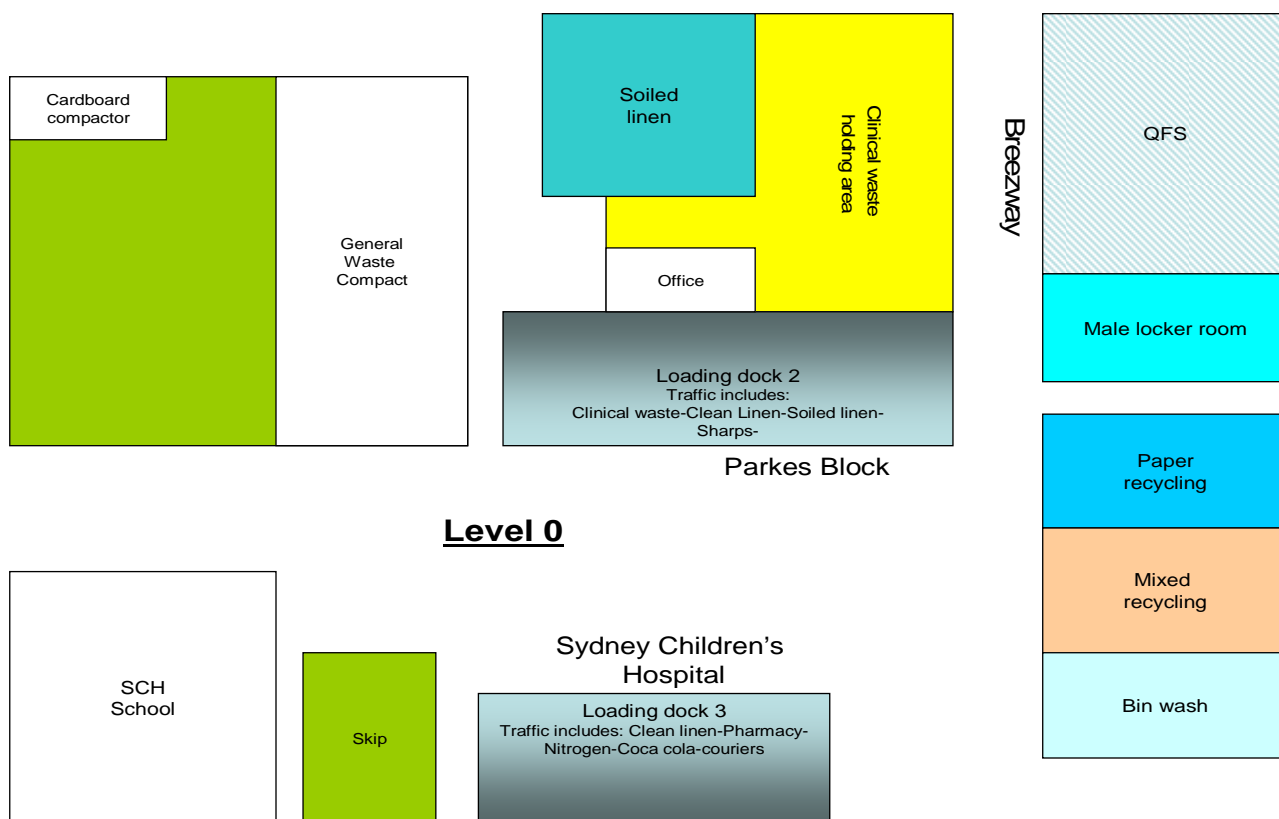 Cardboard
compactor
General
Waste
Compact
Soiled
linen
Clinical waste
holding area
Office
Loading dock 2
Traffic includes:
Clinical waste-Clean Linen-Soiled linen-
Sharps-
Parkes Block
Breezway
QFS
Male locker room
Paper
recycling
Mixed
recycling
Bin wash
Level 0
SCH
School
Skip
Sydney Children’s
Hospital
Loading dock 3
Traffic includes: Clean linen-Pharmacy-
Nitrogen-Coca cola-couriers